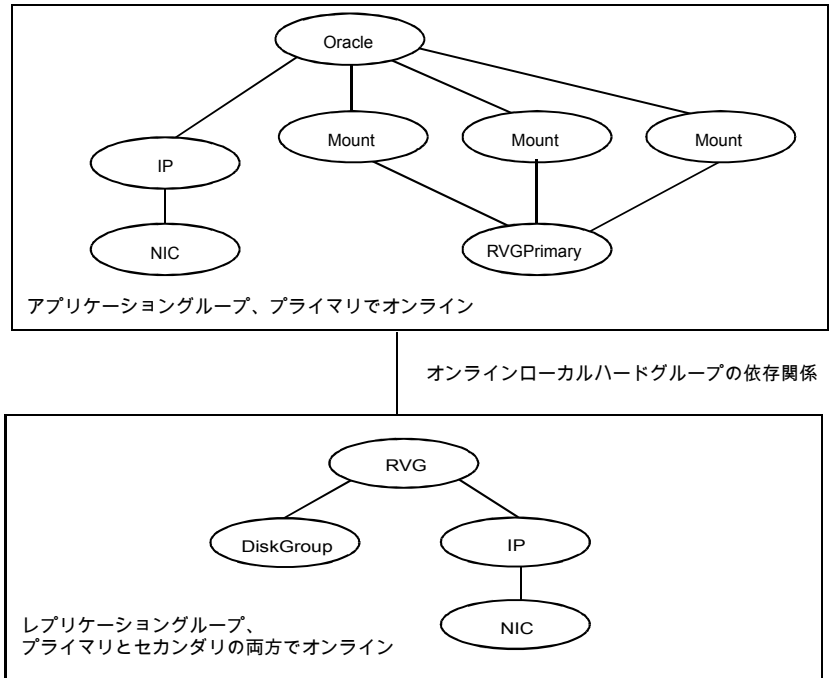 Oracle
Mount
Mount
Mount
IP
NIC
RVGPrimary
アプリケーショングループ、プライマリでオンライン
オンラインローカルハードグループの依存関係
RVG
DiskGroup
IP
NIC
レプリケーショングループ、
プライマリとセカンダリの両方でオンライン